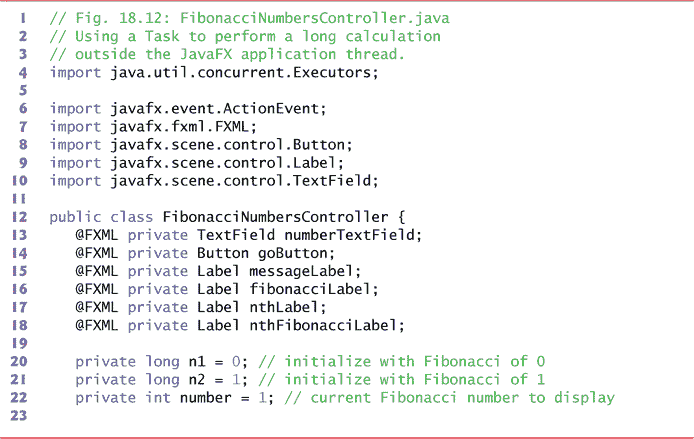 1 // Fig. 18.12: FibonacciNumbersController.java
2 // Using a Task to perform a long calculation
3 // outside the JavaFX application thread.
4 import java.util.concurrent.Executors;
5
6 import javafx.event.ActionEvent;
7 import javafx.fxml.FXML;
8 import javafx.scene.control.Button;
9 import javafx.scene.control.Label;
10 import javafx.scene.control.TextField;
11
12 public class FibonacciNumbersController {
13 @FXML private TextField numberTextField;
14 @FXML private Button goButton;
15 @FXML private Label messageLabel;
16 @FXML private Label fibonacciLabel;
17 @FXML private Label nthLabel;
18 @FXML private Label nthFibonacciLabel;
19
20 private long n1 = 0; // initialize with Fibonacci of 0
21 private long n2 = 1; // initialize with Fibonacci of 1
22 private int number = 1; // current Fibonacci number to display
23